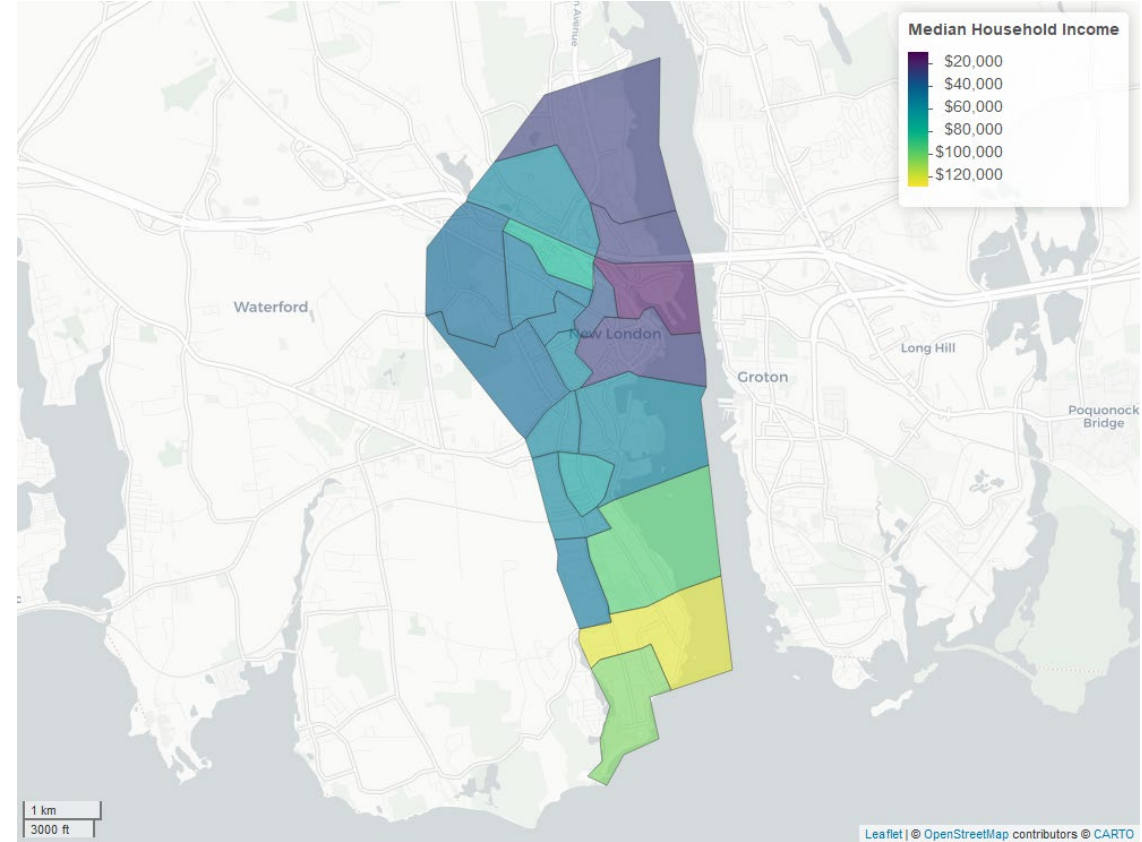 n Avenue
Median Household Income
$20,000
$40,000
$60,000
$80,000
$100,000
$120,000
Waterford
New London
Long Hill
Groton
Poquonock
Bridge
c
1 km
3000 ft
Leaflet | © OpenStreetMap contributors © CARTO